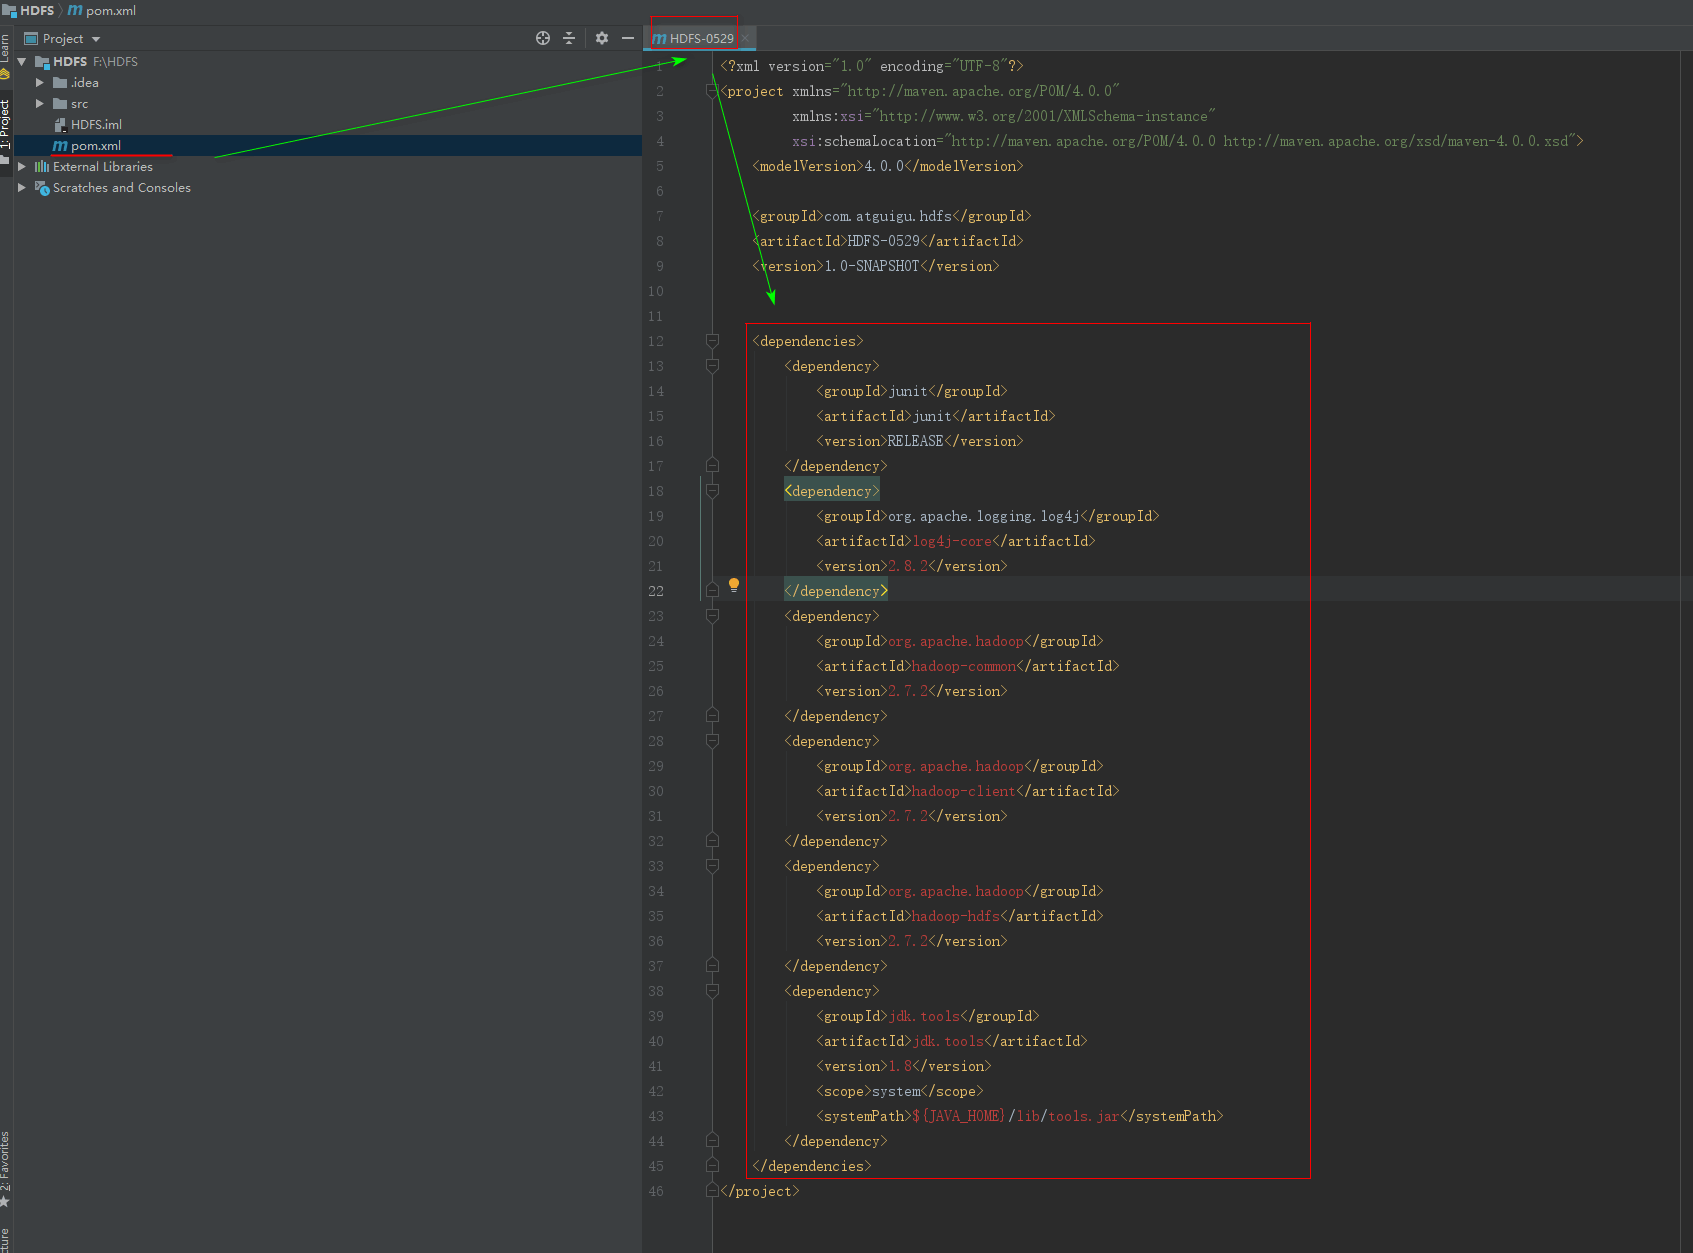 HDFS
pom.xml
Learn
1: Project
2: Favorites
cture
Project
HDFS F:\HDFS
.idea
src
HDFS.iml
pom.xml
External Libraries
Scratches and Consoles
HDFS-0529
1 <?xml version="1.0" encoding="UTF-8"?>
2 <project xmlns="http://maven.apache.org/POM/4.0.0"
3 xmlns:xsi="http://www.w3.org/2001/XMLSchema-instance"
4 xsi:schemaLocation="http://maven.apache.org/POM/4.0.0 http://maven.apache.org/xsd/maven-4.0.0.xsd">
5 <modelVersion>4.0.0</modelVersion>
6
7 <groupId>com.atguigu.hdfs</groupId>
8 <artifactId>HDFS-0529</artifactId>
9 <version>1.0-SNAPSHOT</version>
10
11
12 <dependencies>
13 <dependency>
14 <groupId>junit</groupId>
15 <artifactId>junit</artifactId>
16 <version>RELEASE</version>
17 </dependency>
18 <dependency>
19 <groupId>org.apache.logging.log4j</groupId>
20 <artifactId>log4j-core</artifactId>
21 <version>2.8.2</version>
22 </dependency>
23 <dependency>
24 <groupId>org.apache.hadoop</groupId>
25 <artifactId>hadoop-common</artifactId>
26 <version>2.7.2</version>
27 </dependency>
28 <dependency>
29 <groupId>org.apache.hadoop</groupId>
30 <artifactId>hadoop-client</artifactId>
31 <version>2.7.2</version>
32 </dependency>
33 <dependency>
34 <groupId>org.apache.hadoop</groupId>
35 <artifactId>hadoop-hdfs</artifactId>
36 <version>2.7.2</version>
37 </dependency>
38 <dependency>
39 <groupId>jdk.tools</groupId>
40 <artifactId>jdk.tools</artifactId>
41 <version>1.8</version>
42 <scope>system</scope>
43 <systemPath>${JAVA_HOME}/lib/tools.jar</systemPath>
44 </dependency>
45 </dependencies>
46 </project>